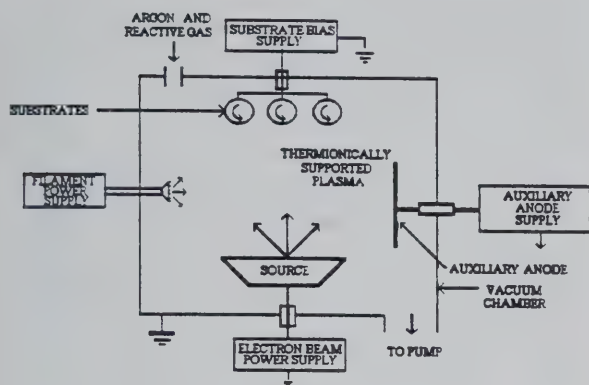 ARGON AND
REACTIVE GAS
SUBSTRATE BIAS
SUPPLY
SUBSTRATES
THERMIONICALLY
SUPPORTED
PLASMA
FILAMENT
POWER
SUPPLY
AUXILIARY
ANODE
SUPPLY
SOURCE
AUXILIARY ANODE
VACUUM
CHAMBER
ELECTRON BEAM
POWER SUPPLY
TO PUMP